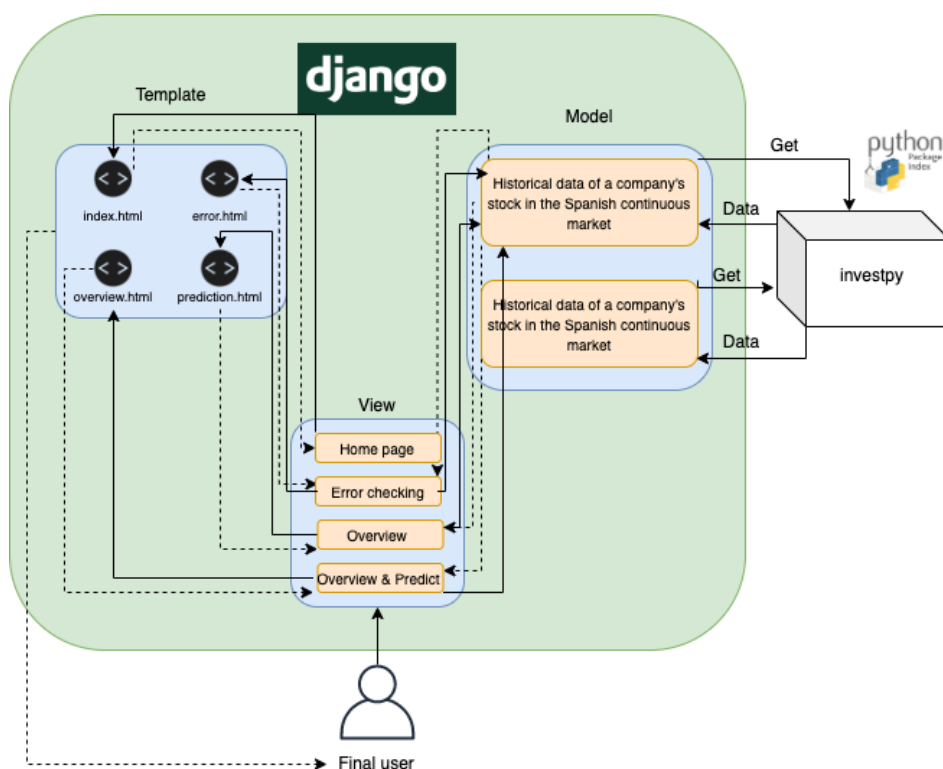 django
Template
Model
index.html
error.html
overview.html
prediction.html
Historical data of a company's
stock in the Spanish continuous
market
Historical data of a company's
stock in the Spanish continuous
market
Get
Data
Get
Data
python
Package
Index
investpy
View
Home page
Error checking
Overview
Overview & Predict
Final user